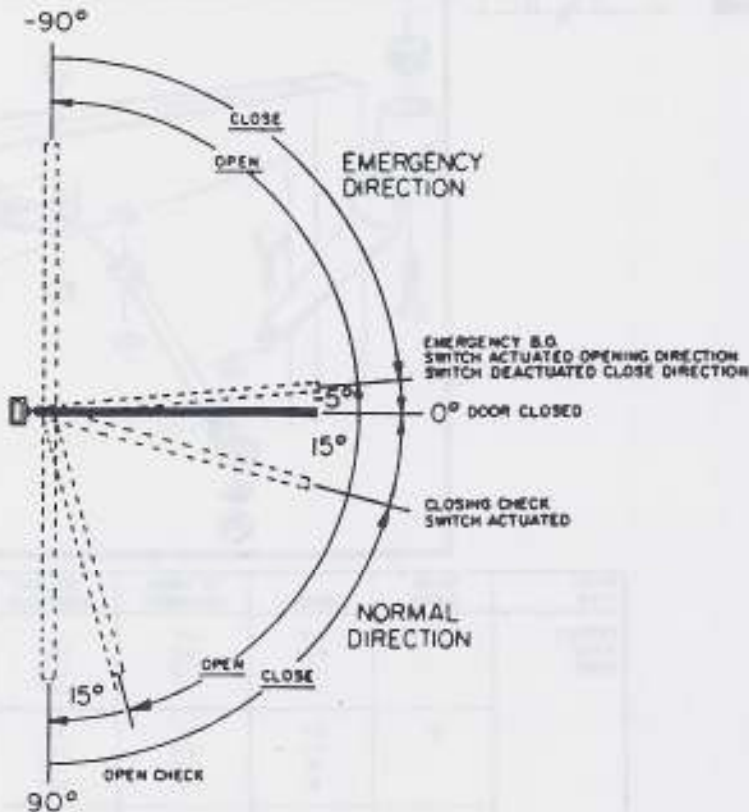 -90°
CLOSE
OPEN
EMERGENCY
DIRECTION
EMERGENCY B.O.
SWITCH ACTUATED OPENING DIRECTION
SWITCH DEACTUATED CLOSE DIRECTION
-5°
0° DOOR CLOSED
15°
CLOSING CHECK
SWITCH ACTUATED
NORMAL
DIRECTION
OPEN
CLOSE
15°
OPEN CHECK
90°